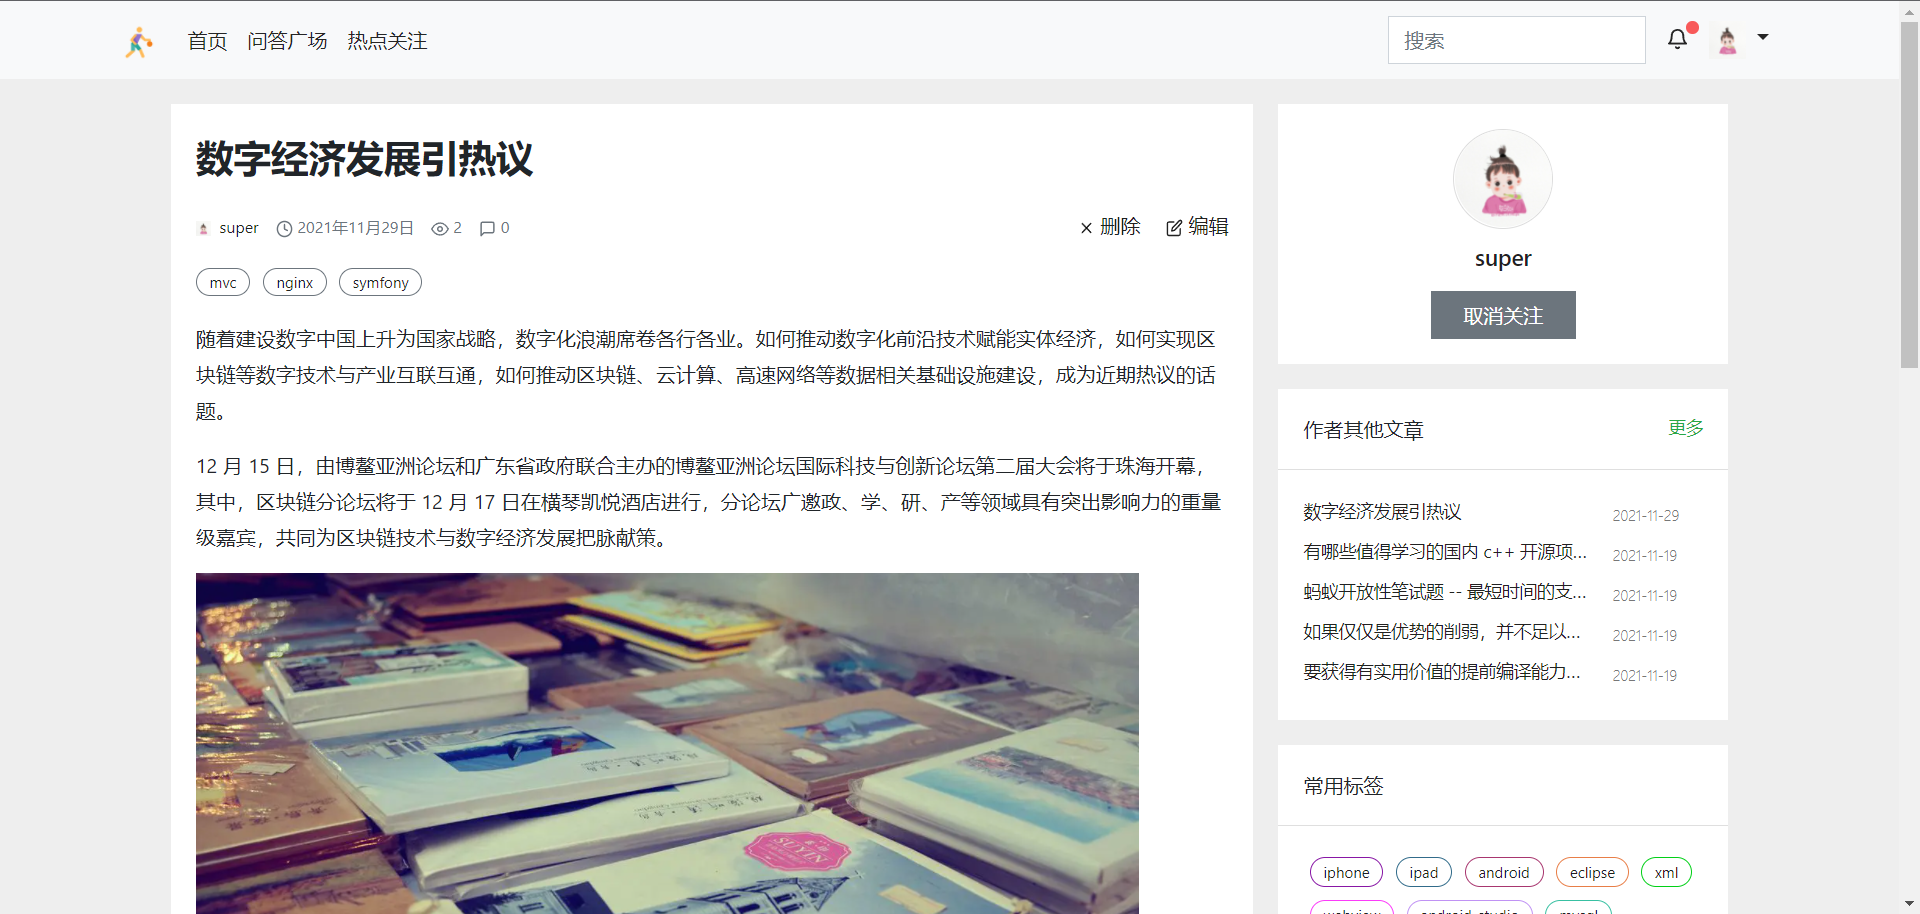 首页 问答广场 热点关注 搜索
数字经济发展引热议
super 2021年11月29日 2 0 删除 编辑
mvc nginx symfony
随着建设数字中国上升为国家战略，数字化浪潮席卷各行各业。如何推动数字化前沿技术赋能实体经济，如何实现区
块链等数字技术与产业互联互通，如何推动区块链、云计算、高速网络等数据相关基础设施建设，成为近期热议的话
题。
12 月 15 日，由博鳌亚洲论坛和广东省政府联合主办的博鳌亚洲论坛国际科技与创新论坛第二届大会将于珠海开幕，
其中，区块链分论坛将于 12 月 17 日在横琴凯悦酒店进行，分论坛广邀政、学、研、产等领域具有突出影响力的重量
级嘉宾，共同为区块链技术与数字经济发展把脉献策。
SUYIN
super
取消关注
作者其他文章 更多
数字经济发展引热议 2021-11-29
有哪些值得学习的国内 c++ 开源项... 2021-11-19
蚂蚁开放性笔试题 -- 最短时间的支... 2021-11-19
如果仅仅是优势的削弱，并不足以... 2021-11-19
要获得有实用价值的提前编译能力... 2021-11-19
常用标签
iphone ipad android eclipse xml
webview android-studio mysql